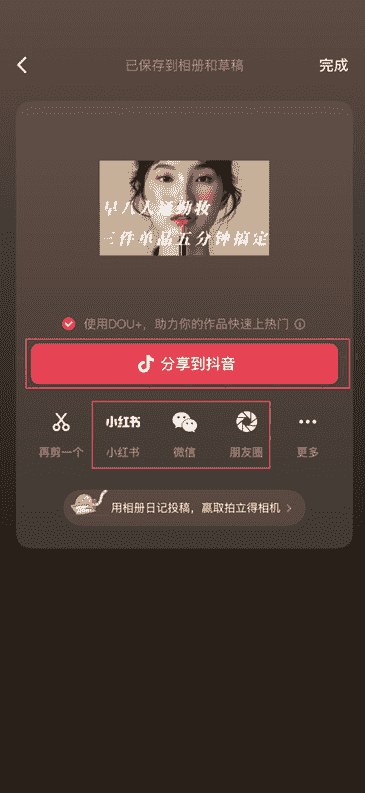 已保存到相册和草稿
完成
早八人通勤妆
三件单品五分钟搞定
使用DOU+，助力你的作品快速上热门
分享到抖音
小红书
再剪一个
小红书
微信
朋友圈
更多
用相册日记投稿，赢取拍立得相机